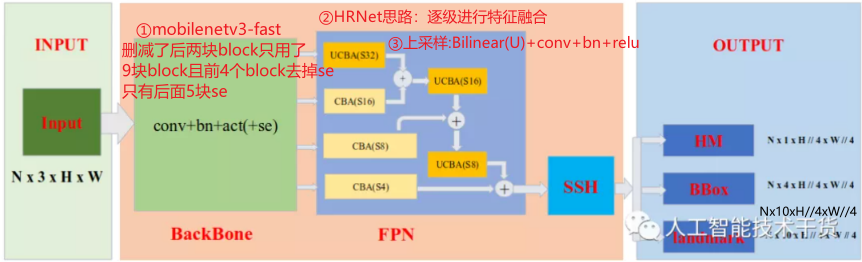 INPUT
Input
N x 3 x H x W
①mobilenetv3-fast
删减了后两块block只用了
9块block且前4个block去掉se
只有后面5块se
conv+bn+act(+se)
BackBone
②HRNet思路：逐级进行特征融合
③上采样:Bilinear(U)+conv+bn+relu
UCBA(S32)
CBA(S16)
UCBA(S16)
CBA(S8)
UCBA(S8)
CBA(S4)
FPN
SSH
OUTPUT
HM
N x 1 x H // 4 x W // 4
BBox
N x 4 x H // 4 x W // 4
Nx10xH//4xW//4
landmark
人工智能技术干货